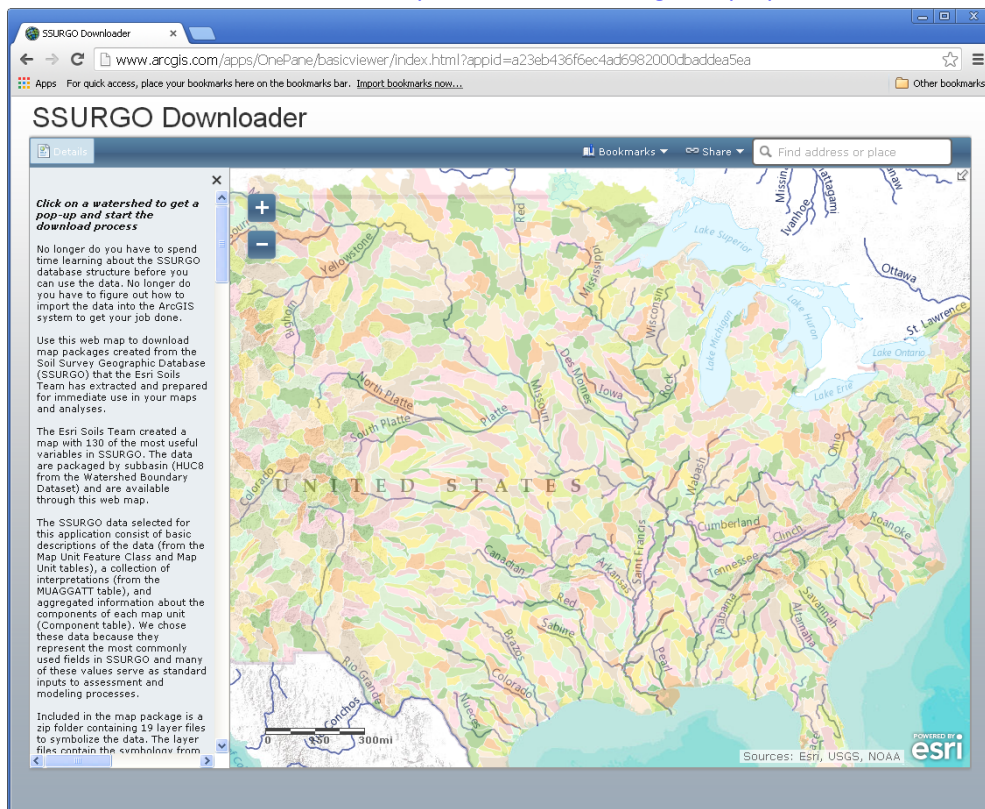 SSURGO Downloader
www.arcgis.com/apps/OnePane/basicviewer/index.html?appid=a23eb436f6ec4ad6982000dbaddea5ea
Apps For quick access, place your bookmarks here on the bookmarks bar. Import bookmarks now... Other bookmarks
SSURGO Downloader
Details Bookmarks Share Find address or place
Click on a watershed to get a
pop-up and start the
download process
No longer do you have to spend
time learning about the SSURGO
database structure before you
can use the data. No longer do
you have to figure out how to
import the data into the ArcGIS
system to get your job done.
Use this web map to download
map packages created from the
Soil Survey Geographic Database
(SSURGO) that the Esri Soils
Team has extracted and prepared
for immediate use in your maps
and analyses.
The Esri Soils Team created a
map with 130 of the most useful
variables in SSURGO. The data
are packaged by subbasin (HUC8
from the Watershed Boundary
Dataset) and are available
through this web map.
The SSURGO data selected for
this application consist of basic
descriptions of the data (from the
Map Unit Feature Class and Map
Unit tables), a collection of
interpretations (from the
MUAGGATT table), and
aggregated information about the
components of each map unit
(Component table). We chose
these data because they
represent the most commonly
used fields in SSURGO and many
of these values serve as standard
inputs to assessment and
modeling processes.
Included in the map package is a
zip folder containing 19 layer files
to symbolize the data. The layer
files contain the symbology from
Red
Mississippi
Lake Superior
Ivanhoe
Ottawa
Yellowstone
Bighorn
Wisconsin
Lake Michigan
Lake Huron
St. Lawrence
Lake Ontario
Lake Erie
Des Moines
Iowa
Rock
North Platte
South Platte
Platte
Missouri
Ohio
Wabash
Colorado
UNITED STATES
Cumberland
Clinch
Roanoke
Saint Francis
Tennessee
Canadian
Arkansas
Red
Sabine
Brazos
Pearl
Alabama
Savannah
Altamaha
Rio Grande
Colorado
Nueces
Conchos
0 150 300mi
Sources: Esri, USGS, NOAA
POWERED BY
esri